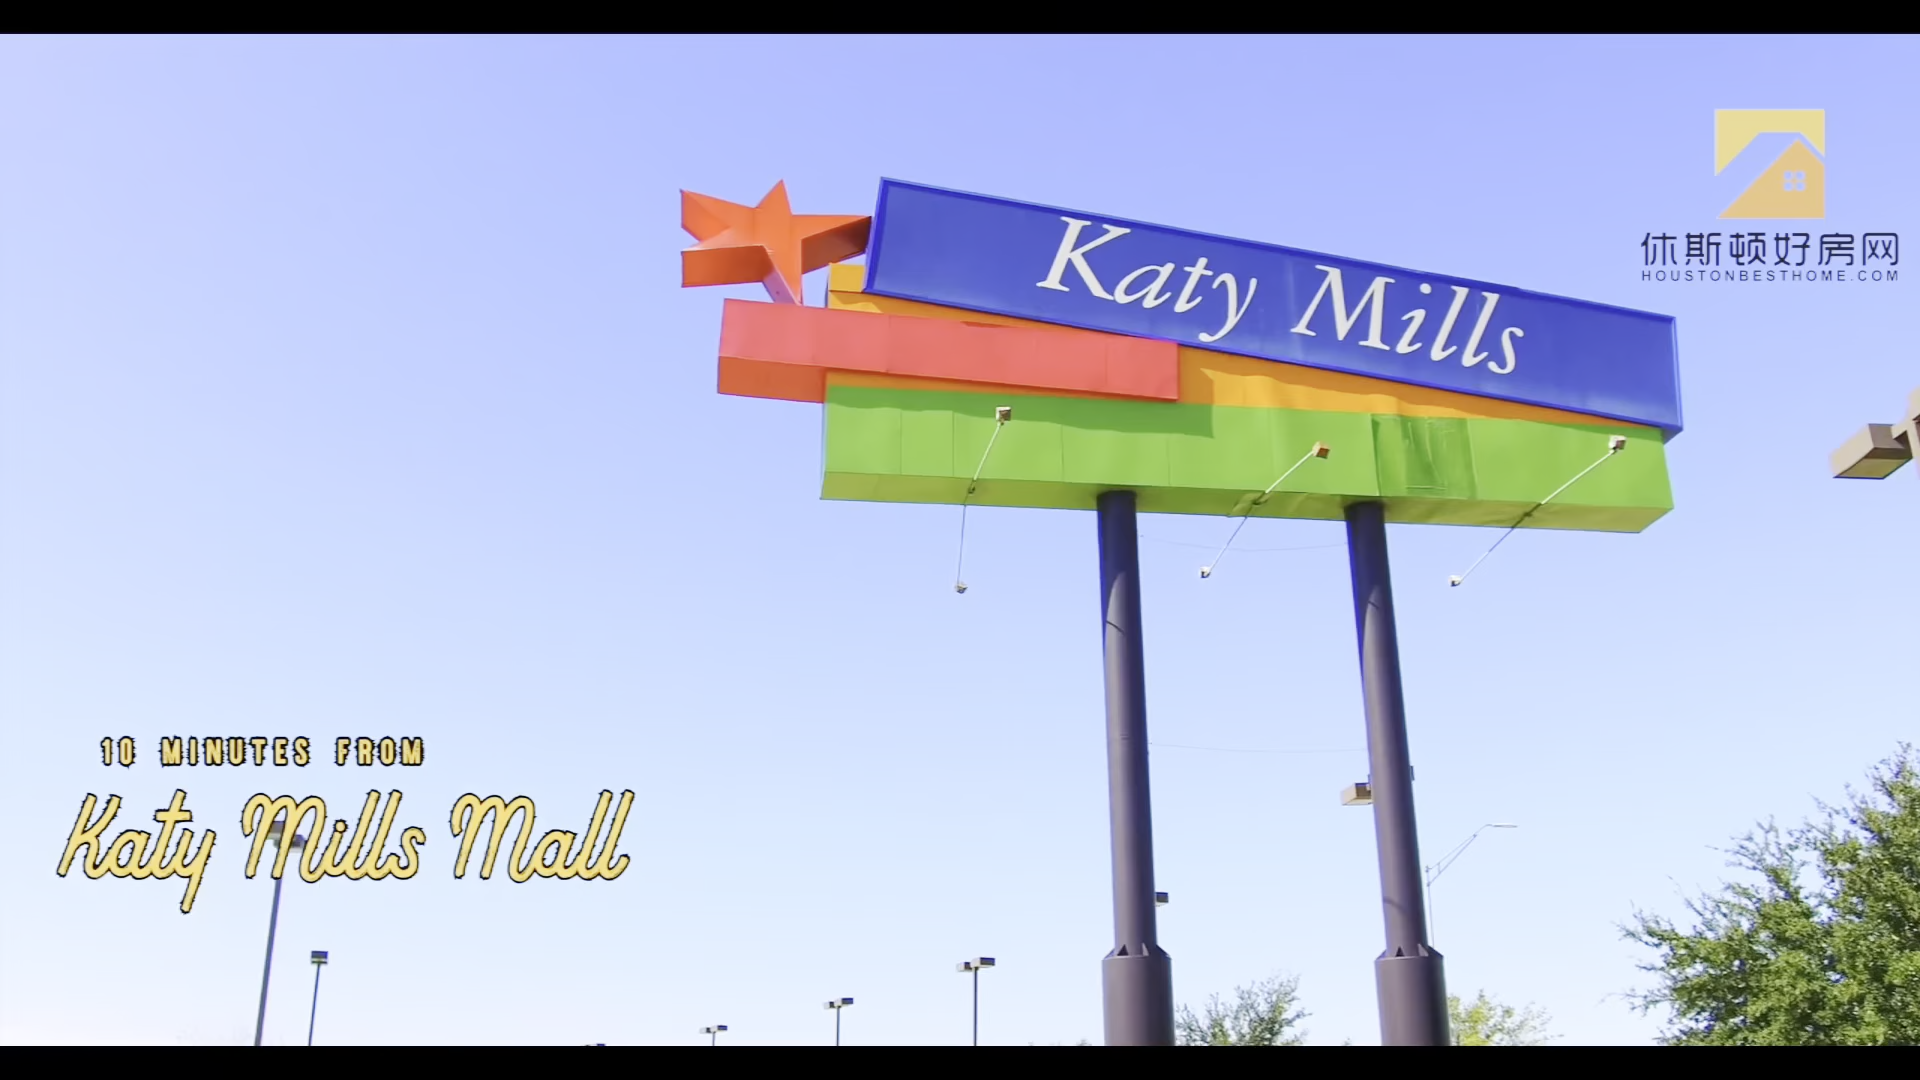 Katy Mills
休斯顿好房网
HOUSTONBESTHOME.COM
10 MINUTES FROM
Katy Mills Mall